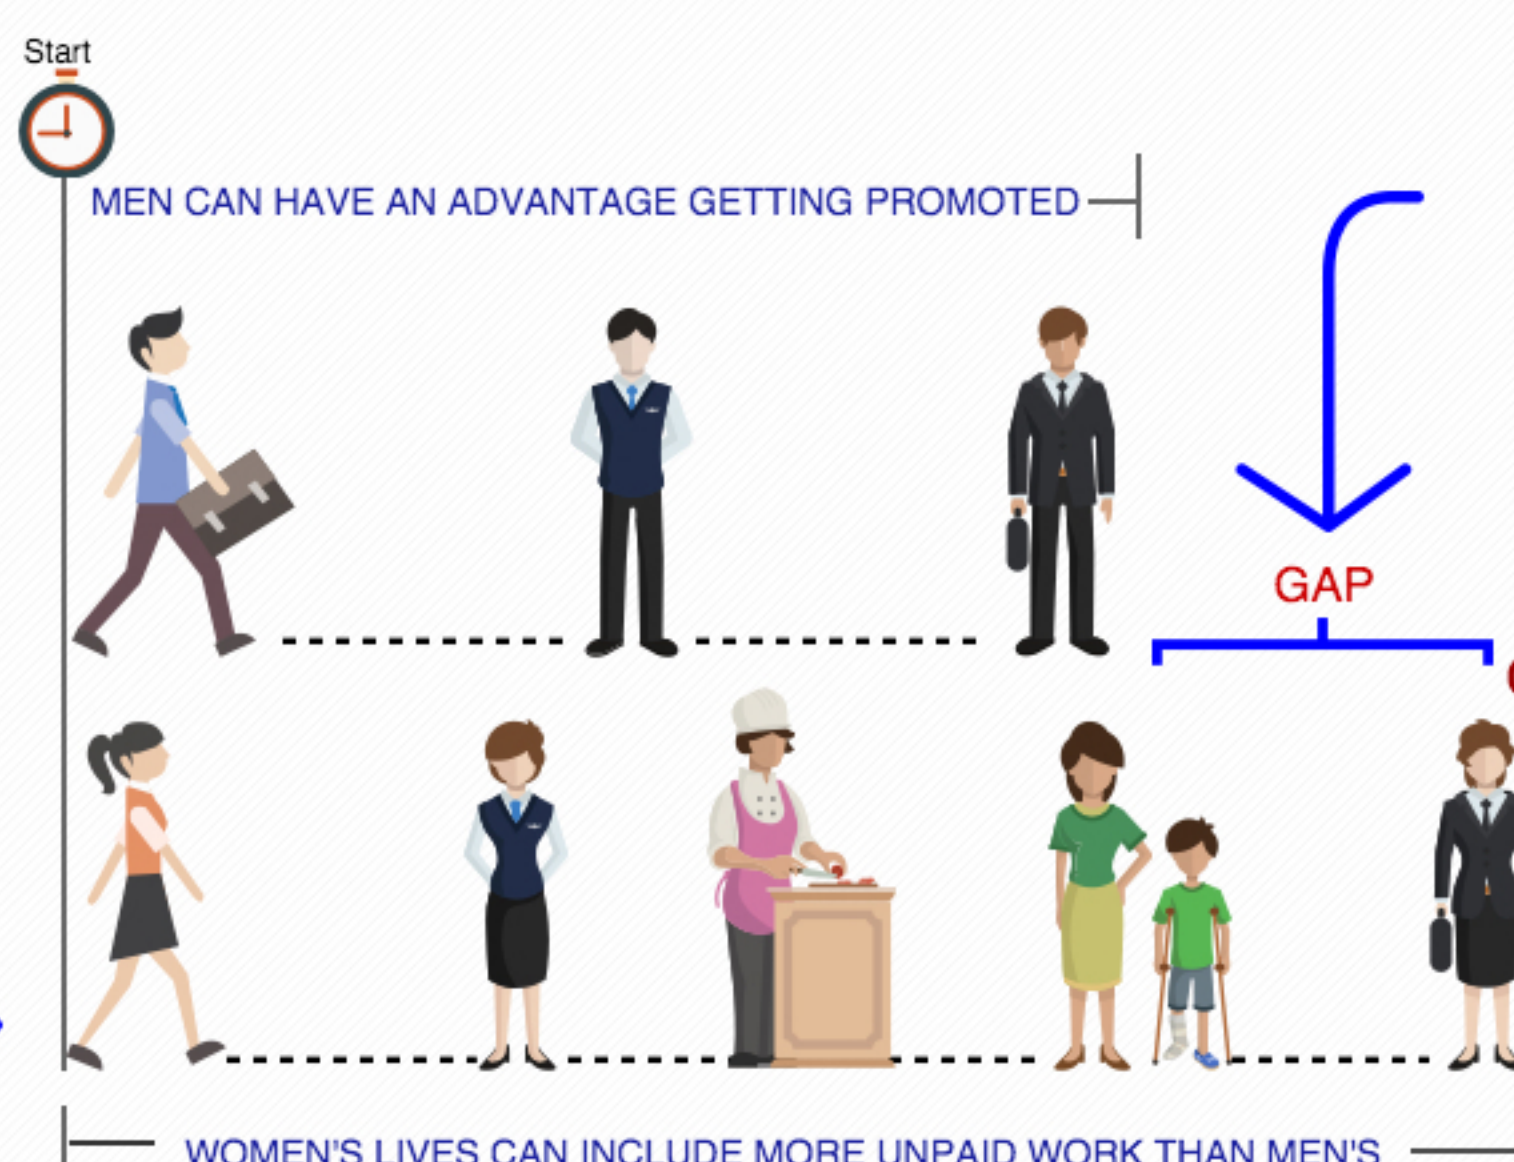 Start
MEN CAN HAVE AN ADVANTAGE GETTING PROMOTED
GAP
WOMEN'S LIVES CAN INCLUDE MORE UNPAID WORK THAN MEN'S